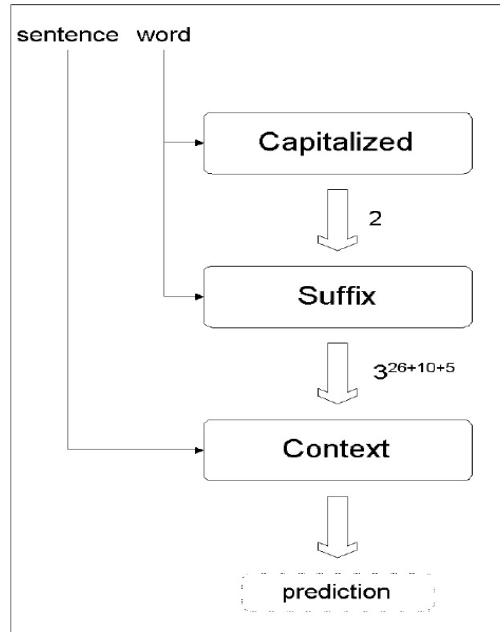 sentence word
Capitalized
2
Suffix
3^{26+10+5}
Context
prediction